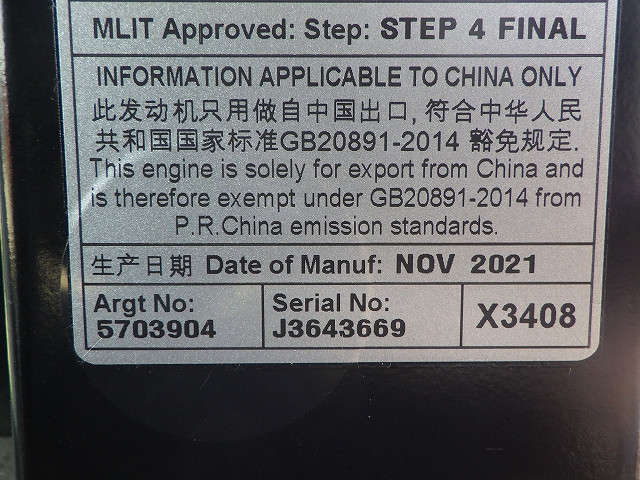 MLIT Approved: Step: STEP 4 FINAL
INFORMATION APPLICABLE TO CHINA ONLY
此发动机只用做自中国出口, 符合中华人民
共和国国家标准GB20891-2014 豁免规定.
This engine is solely for export from China and
is therefore exempt under GB20891-2014 from
P.R.China emission standards.
生产日期 Date of Manuf: NOV 2021
Argt No: Serial No:
5703904 J3643669 X3408